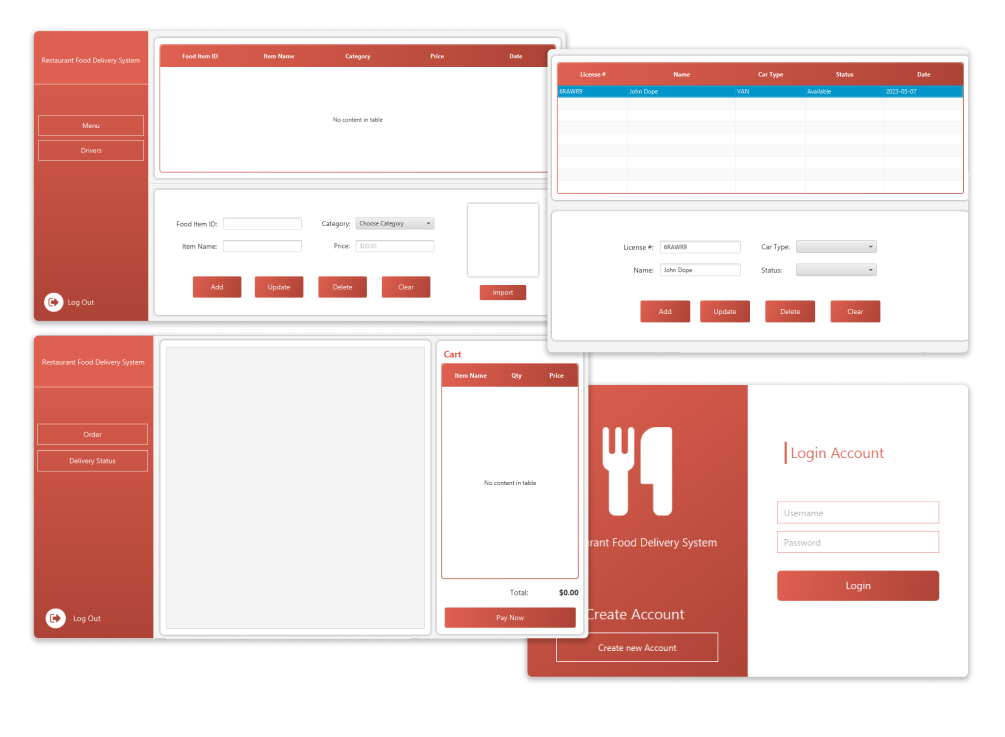 Restaurant Food Delivery System
Menu
Drivers
Log Out
Food Item ID Item Name Category Price Date
No content in table
Food Item ID: Category: Choose Category
Item Name: Price: $00.00
Add Update Delete Clear
Import
License # Name Car Type Status Date
6RAWR9 John Dope VAN Available 2023-05-07
License #: 6RAWR9 Car Type:
Name: John Dope Status:
Add Update Delete Clear
Restaurant Food Delivery System
Order
Delivery Status
Log Out
Cart
Item Name Qty Price
No content in table
Total: $0.00
Pay Now
rant Food Delivery System
Create Account
Create new Account
Login Account
Username
Password
Login